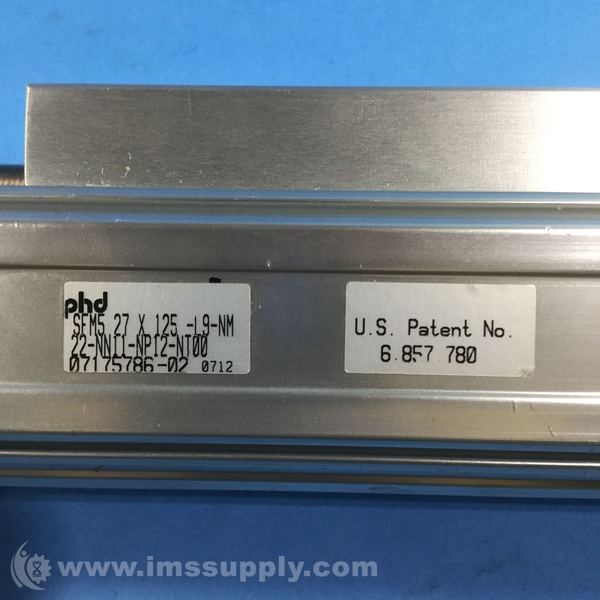 phd
SFM5 27 X 125 -L9-NM
22-NN11-NP12-NT00
07175786-02 0712
U.S. Patent No.
6,857,780
IMS
www.imssupply.com